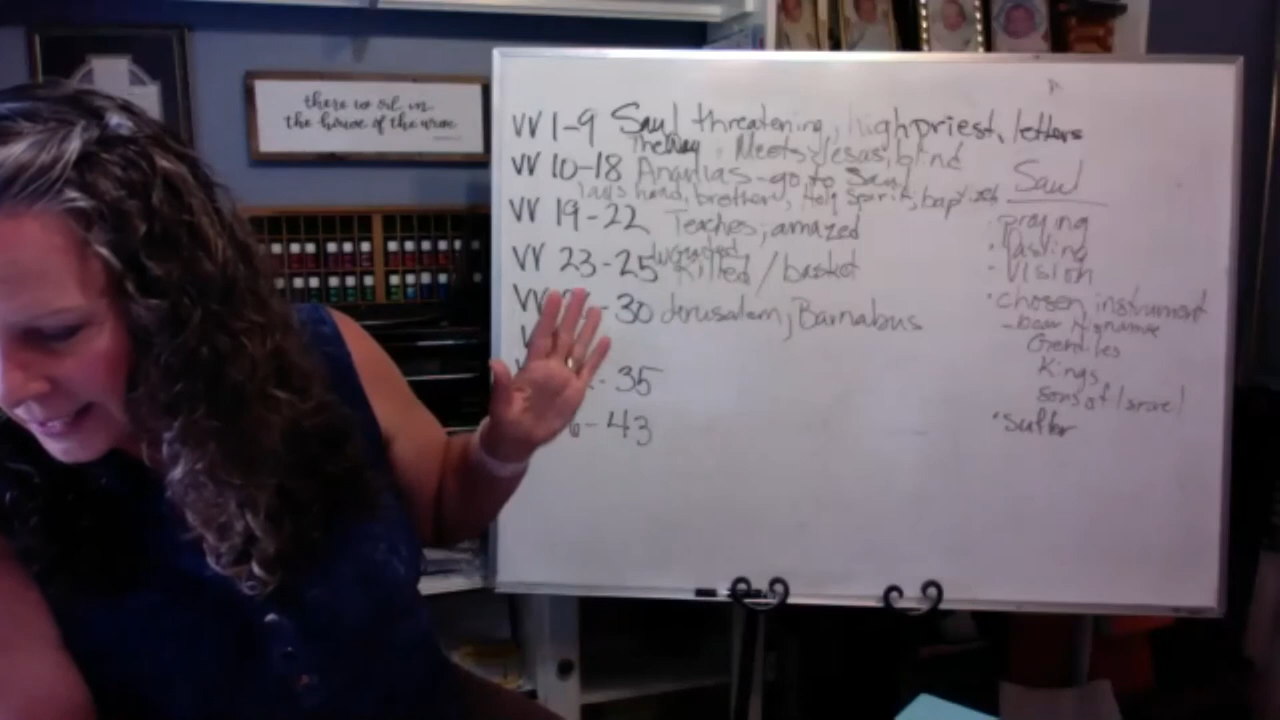 there is oil in
the house of the wise
VV 1-9 Saul threatening, high priest, letters
The Way Meets Jesus, blind
VV 10-18 Ananias - go to Saul
lays hand, brother, Holy Spirit, baptized
VV 19-22 Teaches, amazed
VV 23-25 Killed / basket
VV - 30 Jerusalem, Barnabus
- 35
6-43
Saul
· praying
· fasting
- vision
· chosen instrument
- bear my name
Gentiles
Kings
sons of Israel
· suffer